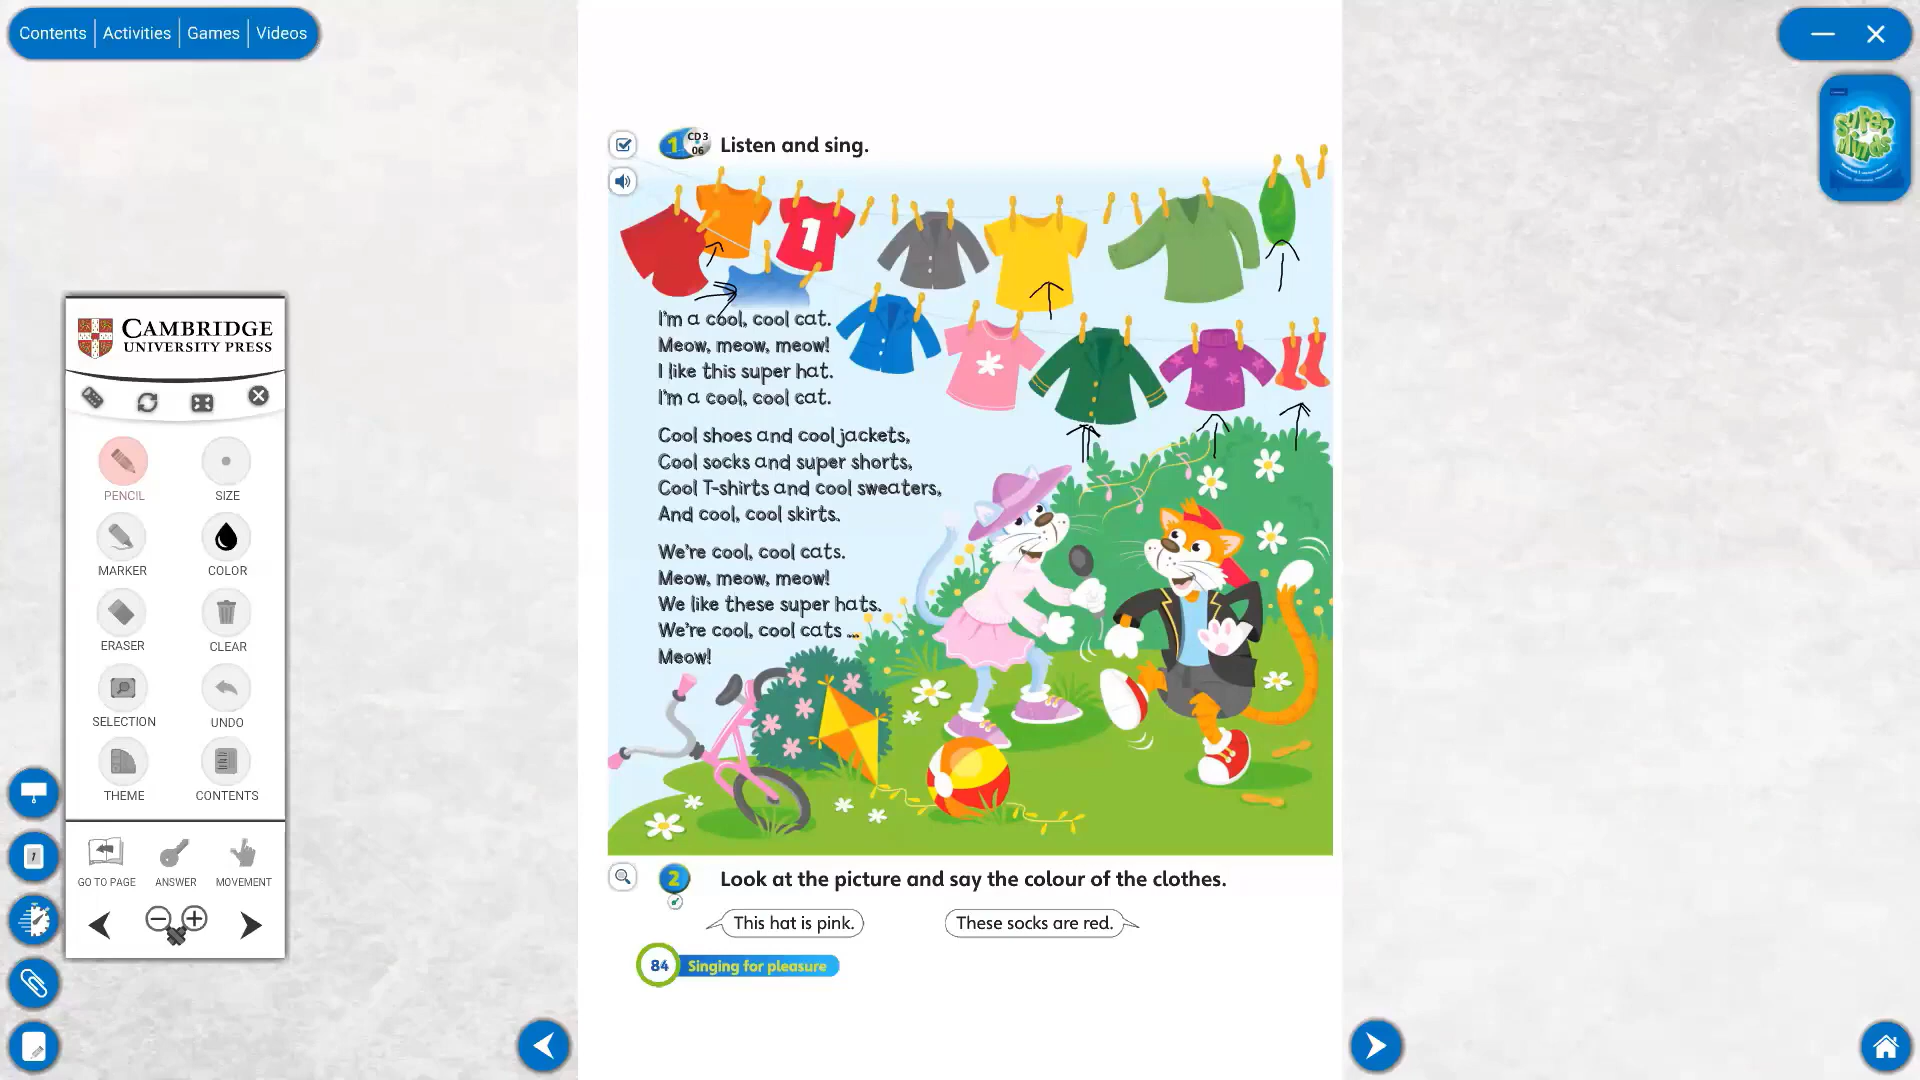 Contents
Activities
Games
Videos
1
CD3
06
Listen and sing.
Super
Minds
1
I'm a cool, cool cat.
Meow, meow, meow!
I like this super hat.
I'm a cool, cool cat.
Cool shoes and cool jackets,
Cool socks and super shorts,
Cool T-shirts and cool sweaters,
And cool, cool skirts.
We're cool, cool cats.
Meow, meow, meow!
We like these super hats.
We're cool, cool cats ...
Meow!
CAMBRIDGE
UNIVERSITY PRESS
PENCIL
SIZE
MARKER
COLOR
ERASER
CLEAR
SELECTION
UNDO
THEME
CONTENTS
GO TO PAGE
ANSWER
MOVEMENT
2
Look at the picture and say the colour of the clothes.
This hat is pink.
These socks are red.
84
Singing for pleasure